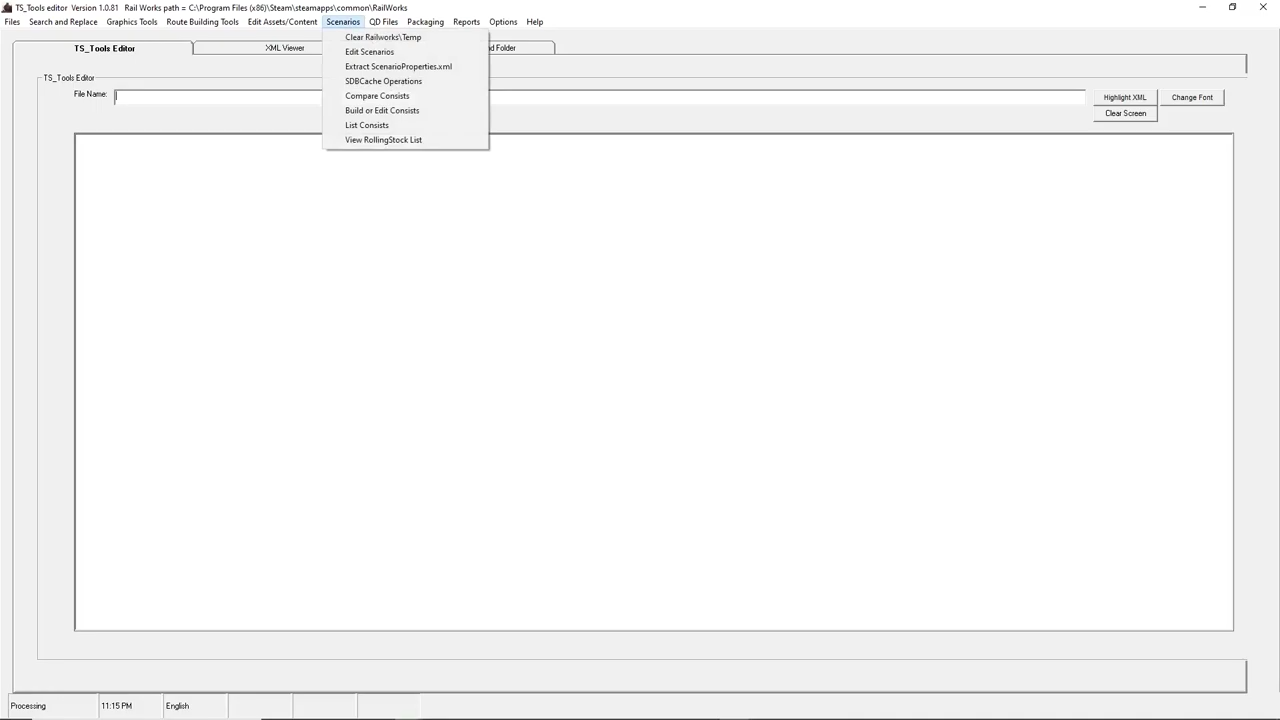 TS_Tools editor Version 1.0.81 Rail Works path = C:\Program Files (x86)\Steam\steamapps\common\RailWorks
Files Search and Replace Graphics Tools Route Building Tools Edit Assets/Content Scenarios QD Files Packaging Reports Options Help
Clear Railworks\Temp
TS_Tools Editor XML Viewer d Folder
Edit Scenarios
Extract ScenarioProperties.xml
TS_Tools Editor
SDBCache Operations
File Name:
Compare Consists
Highlight XML Change Font
Build or Edit Consists
Clear Screen
List Consists
View RollingStock List
Processing 11:15 PM English